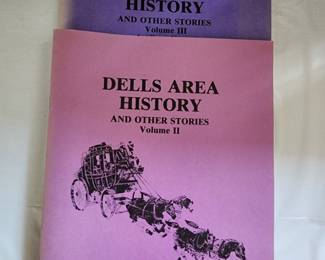 HISTORY
AND OTHER STORIES
Volume III
DELLS AREA
HISTORY
AND OTHER STORIES
Volume II